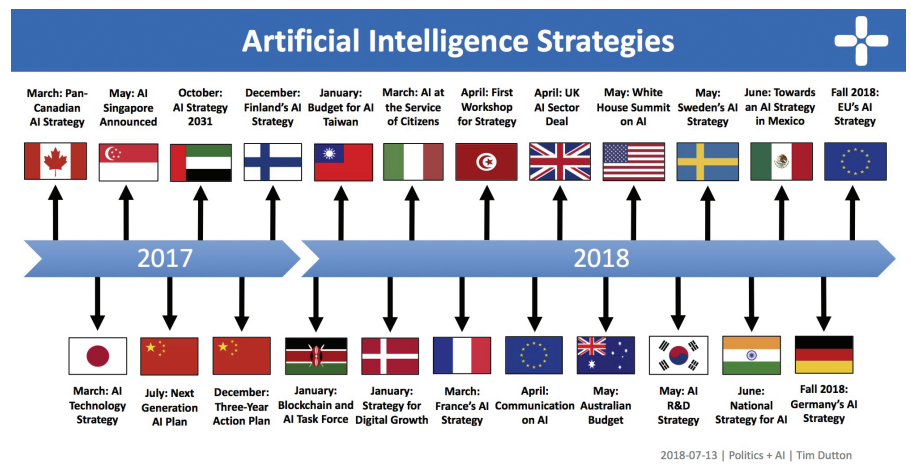 Artificial Intelligence Strategies
March: Pan-
Canadian
AI Strategy
May: AI
Singapore
Announced
October:
AI Strategy
2031
December:
Finland's AI
Strategy
January:
Budget for AI
Taiwan
March: AI at
the Service
of Citizens
April: First
Workshop
for Strategy
April: UK
AI Sector
Deal
May: White
House Summit
on AI
May:
Sweden's AI
Strategy
June: Towards
an AI Strategy
in Mexico
Fall 2018:
EU's AI
Strategy
2017
2018
March: AI
Technology
Strategy
July: Next
Generation
AI Plan
December:
Three-Year
Action Plan
January:
Blockchain and
AI Task Force
January:
Strategy for
Digital Growth
March:
France's AI
Strategy
April:
Communication
on AI
May:
Australian
Budget
May: AI
R&D
Strategy
June:
National
Strategy for AI
Fall 2018:
Germany's AI
Strategy
2018-07-13 | Politics + AI | Tim Dutton